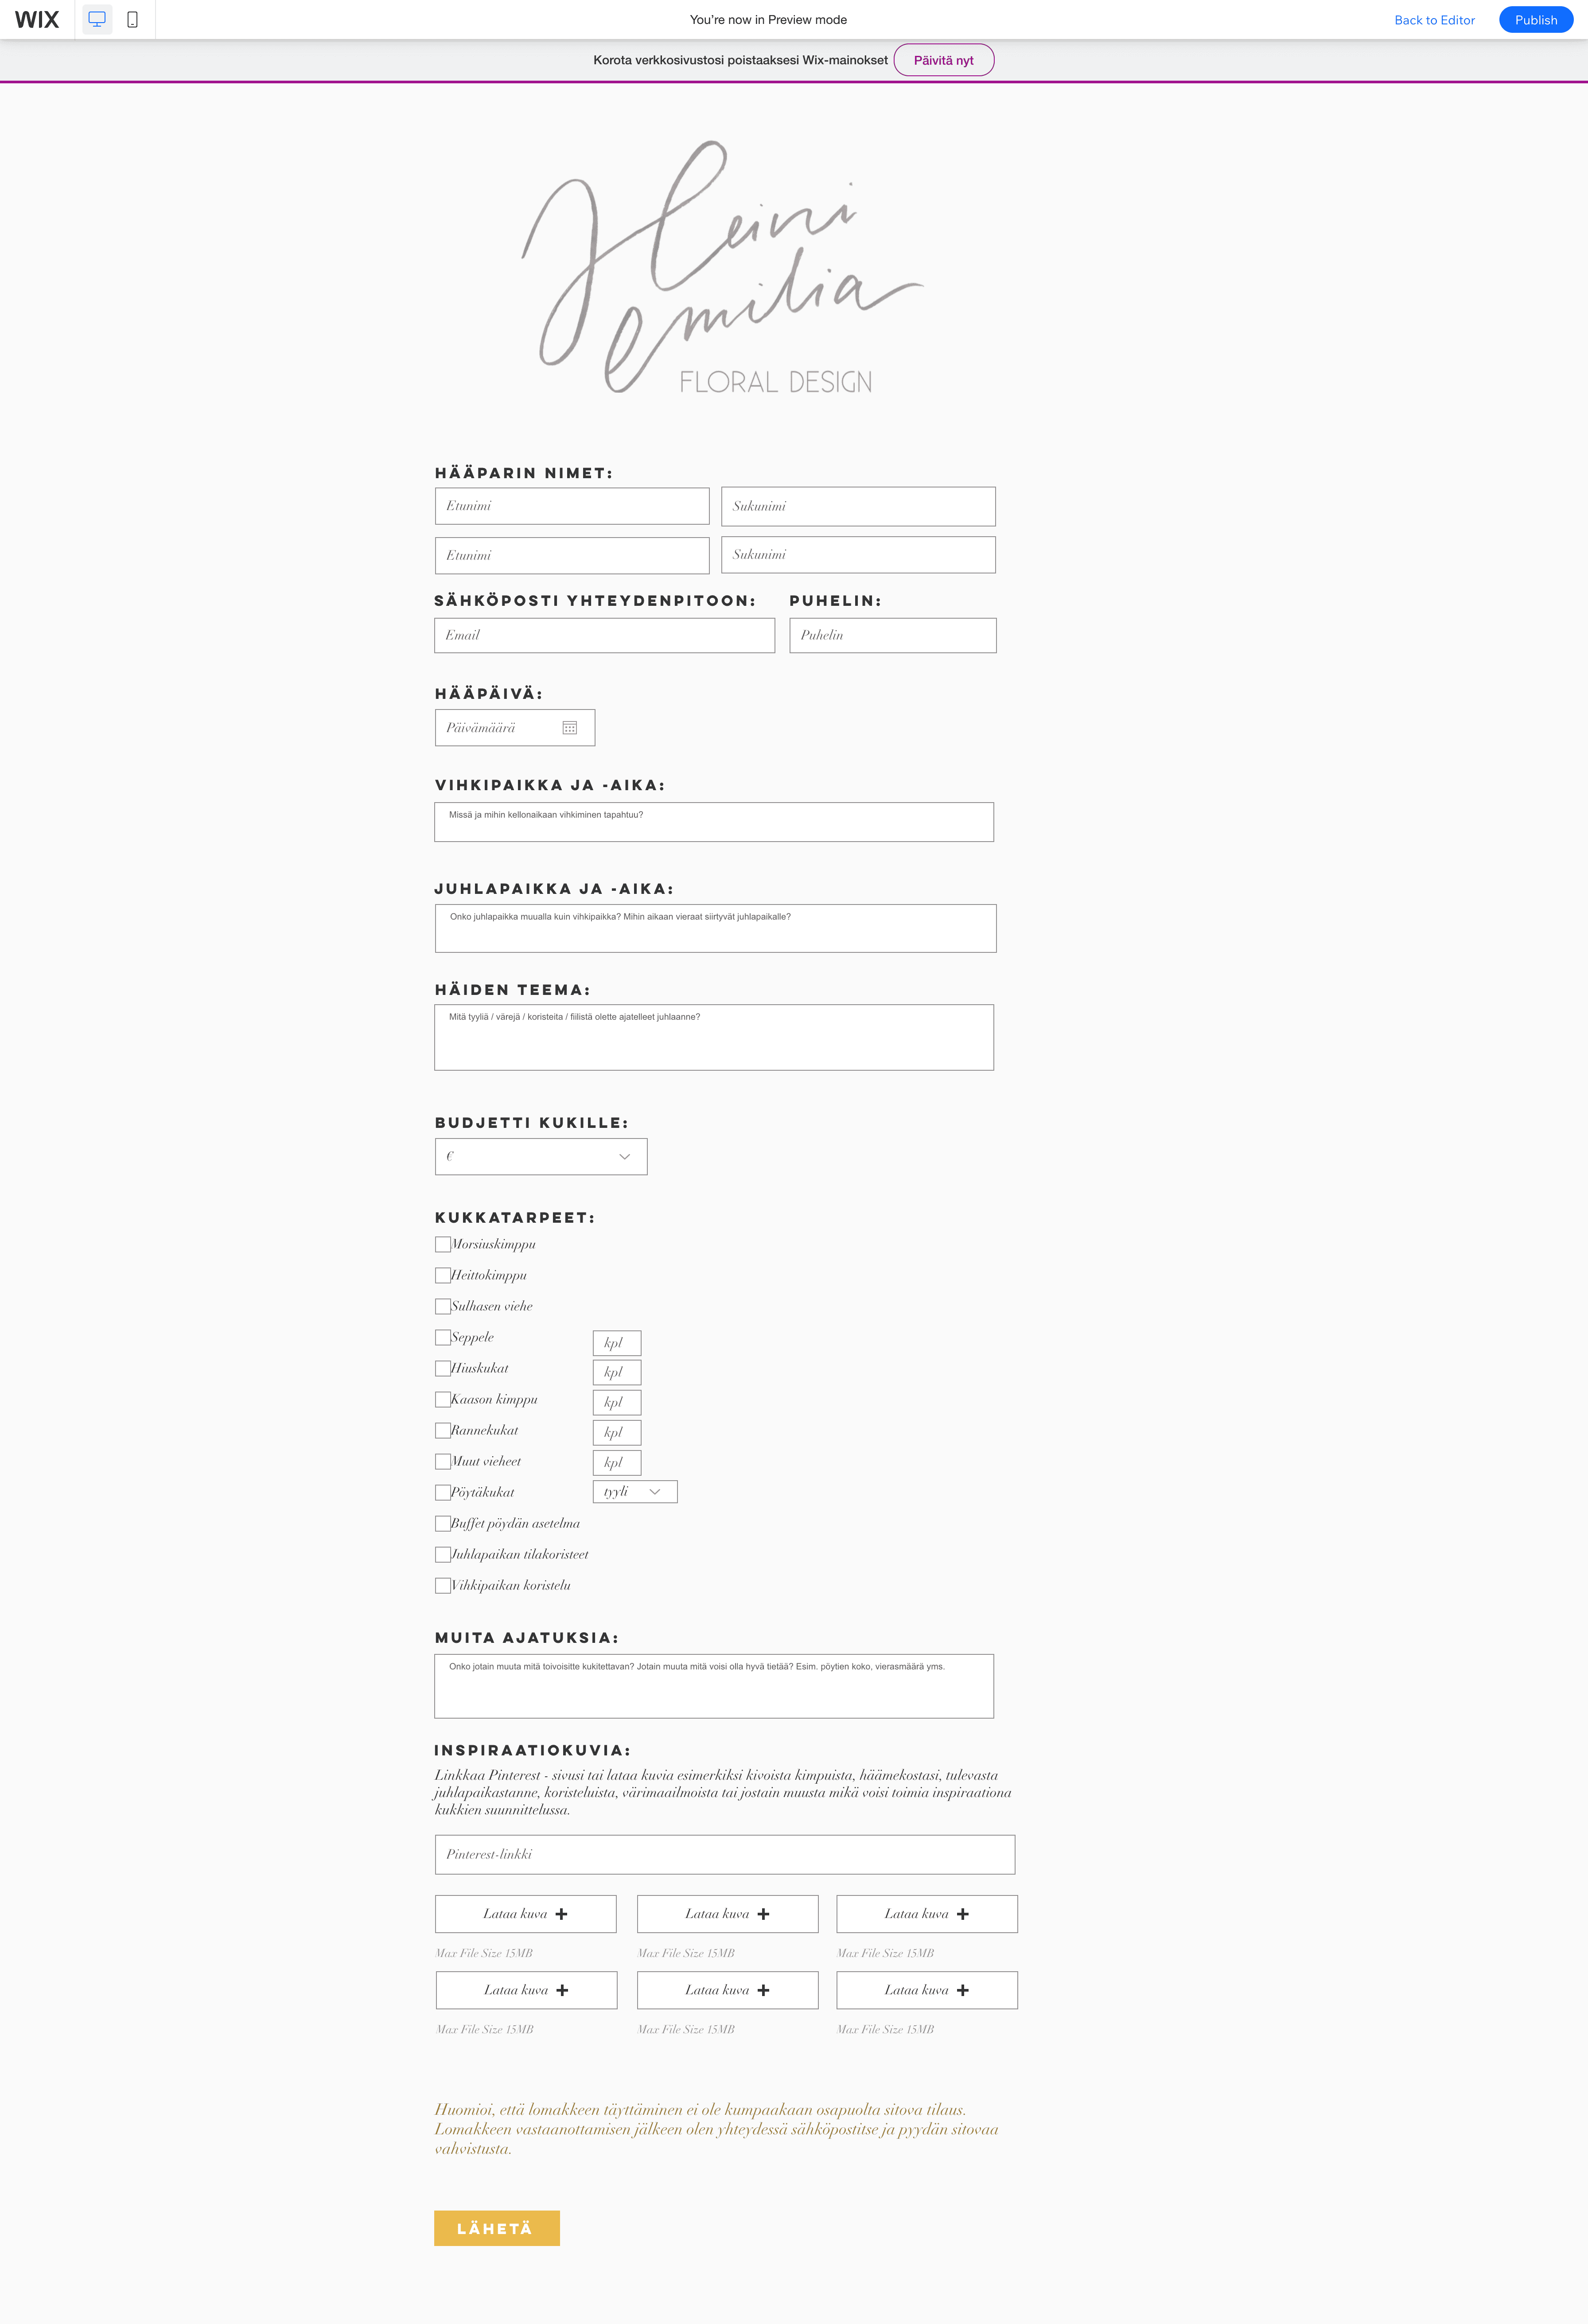 WIX
You're now in Preview mode
Back to Editor
Publish
Korota verkkosivustosi poistaaksesi Wix-mainokset
Päivitä nyt
Heini
emilia
FLORAL DESIGN
HÄÄPARIN NIMET:
Etunimi
Sukunimi
Etunimi
Sukunimi
SÄHKÖPOSTI YHTEYDENPITOON:
PUHELIN:
Email
Puhelin
HÄÄPÄIVÄ:
Päivämäärä
VIHKIPAIKKA JA -AIKA:
Missä ja mihin kellonaikaan vihkiminen tapahtuu?
JUHLAPAIKKA JA -AIKA:
Onko juhlapaikka muualla kuin vihkipaikka? Mihin aikaan vieraat siirtyvät juhlapaikalle?
HÄIDEN TEEMA:
Mitä tyyliä / värejä / koristeita / fiilistä olette ajatelleet juhlaanne?
BUDJETTI KUKILLE:
€
KUKKATARPEET:
Morsiuskimppu
Heittokimppu
Sulhasen viehe
Seppele
kpl
Hiuskukat
kpl
Kaason kimppu
kpl
Rannekukat
kpl
Muut vieheet
kpl
Pöytäkukat
tyyli
Buffet pöydän asetelma
Juhlapaikan tilakoristeet
Vihkipaikan koristelu
MUITA AJATUKSIA:
Onko jotain muuta mitä toivoisitte kukitettavan? Jotain muuta mitä voisi olla hyvä tietää? Esim. pöytien koko, vierasmäärä yms.
INSPIRAATIOKUVIA:
Linkkaa Pinterest - sivusi tai lataa kuvia esimerkiksi kivoista kimpuista, häämekostasi, tulevasta
juhlapaikastanne, koristeluista, värimaailmoista tai jostain muusta mikä voisi toimia inspiraationa
kukkien suunnittelussa.
Pinterest-linkki
Lataa kuva
Lataa kuva
Lataa kuva
Max File Size 15MB
Max File Size 15MB
Max File Size 15MB
Lataa kuva
Lataa kuva
Lataa kuva
Max File Size 15MB
Max File Size 15MB
Max File Size 15MB
Huomioi, että lomakkeen täyttäminen ei ole kumpaakaan osapuolta sitova tilaus.
Lomakkeen vastaanottamisen jälkeen olen yhteydessä sähköpostitse ja pyydän sitovaa
vahvistusta.
LÄHETÄ